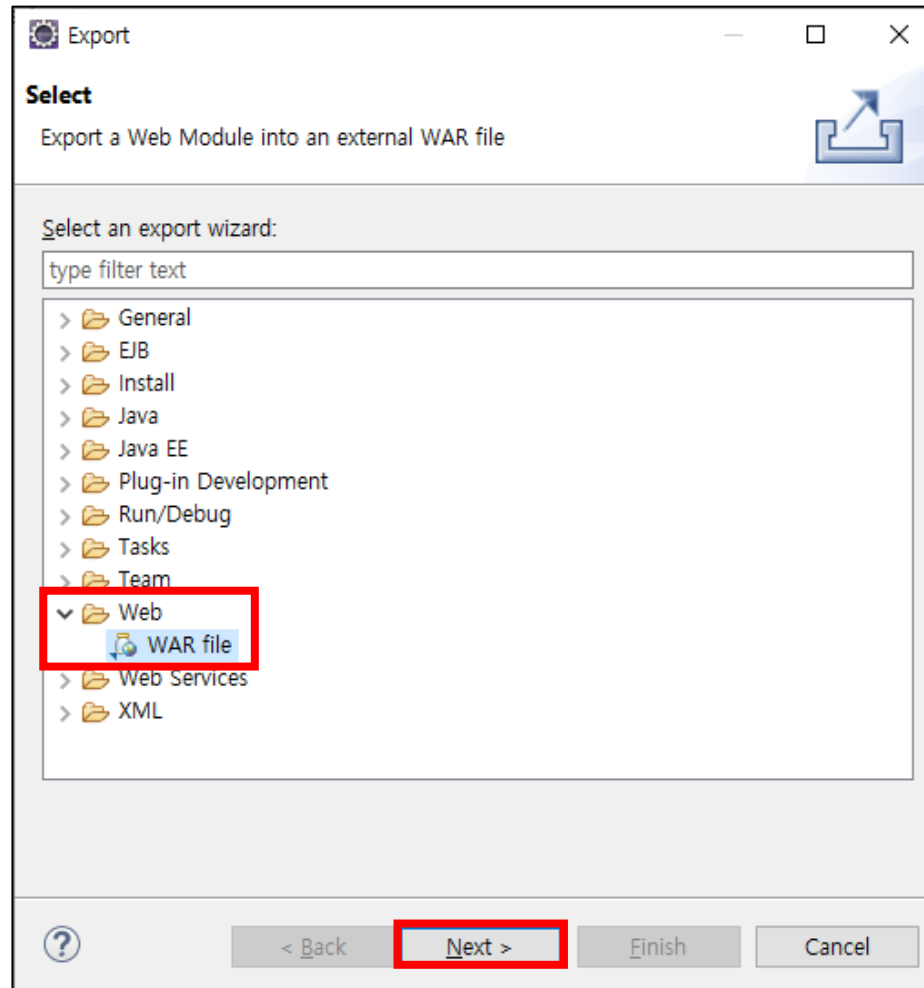 Export
Select
Export a Web Module into an external WAR file
Select an export wizard:
type filter text
General
EJB
Install
Java
Java EE
Plug-in Development
Run/Debug
Tasks
Team
Web
WAR file
Web Services
XML
? < Back Next > Finish Cancel